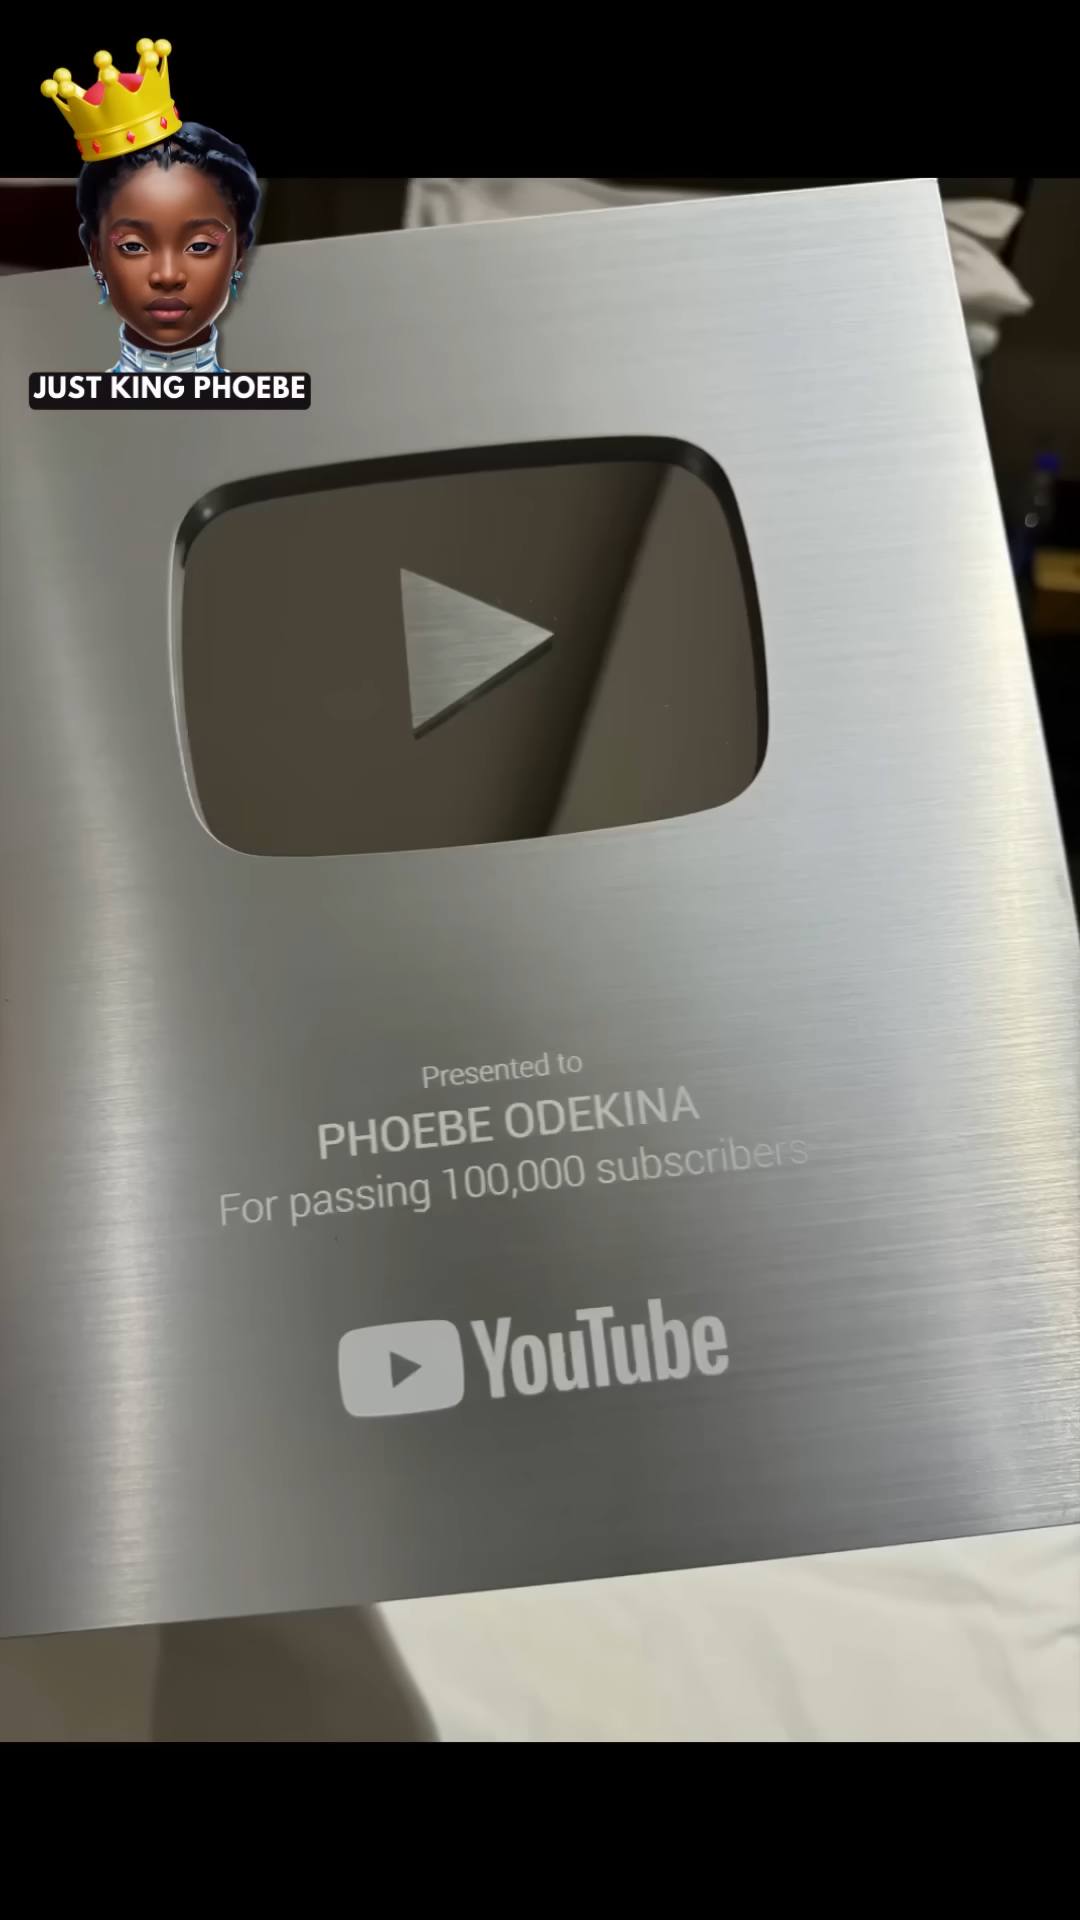 JUST KING PHOEBE
Presented to
PHOEBE ODEKINA
For passing 100,000 subscribers
YouTube